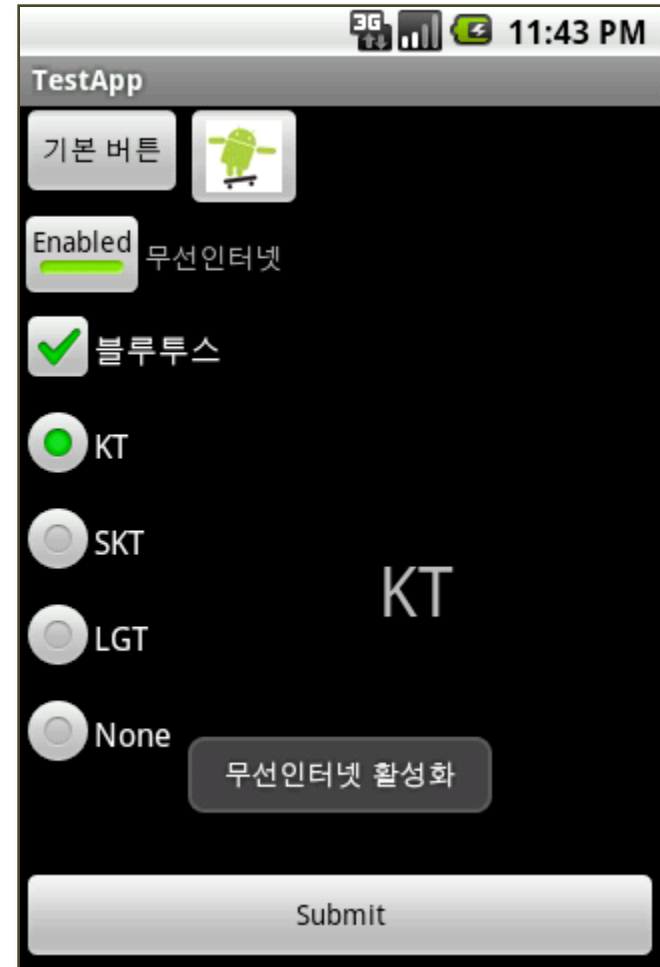 3G 11:43 PM
TestApp
기본 버튼
Enabled 무선인터넷
블루투스
KT
SKT
KT
LGT
None
무선인터넷 활성화
Submit